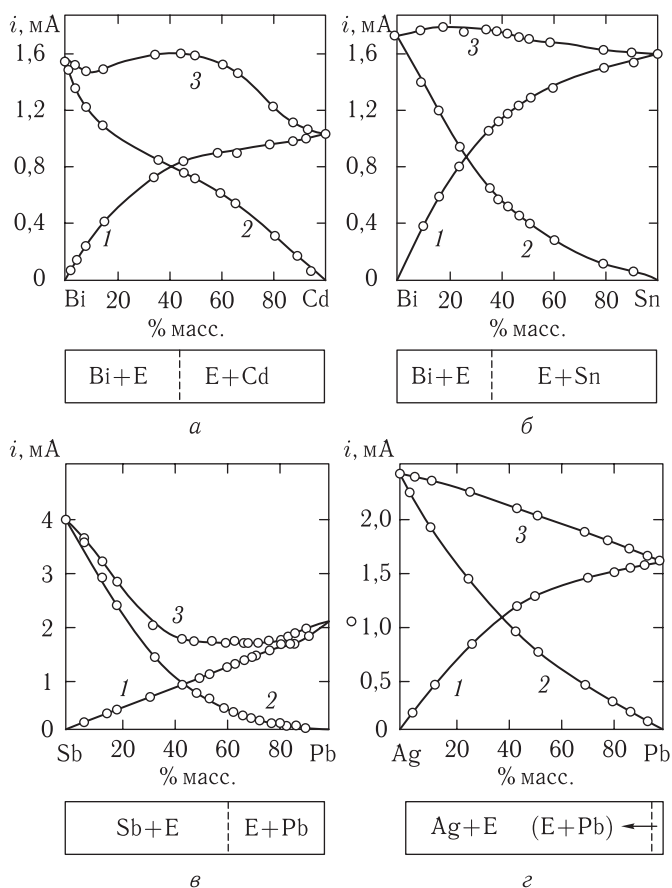 i, мА
1,6
1,2
0,8
0,4
0
3
1
2
Bi 20 40 60 80 Cd
% масс.
Bi+E E+Cd
а
i, мА
1,6
1,2
0,8
0,4
0
3
1
2
Bi 20 40 60 80 Sn
% масс.
Bi+E E+Sn
б
i, мА
4
3
2
1
0
3
1
2
Sb 20 40 60 80 Pb
% масс.
Sb+E E+Pb
в
i, мА
2,0
1,5
1,0
0,5
0
3
1
2
Ag 20 40 60 80 Pb
% масс.
Ag+E (E+Pb)
г